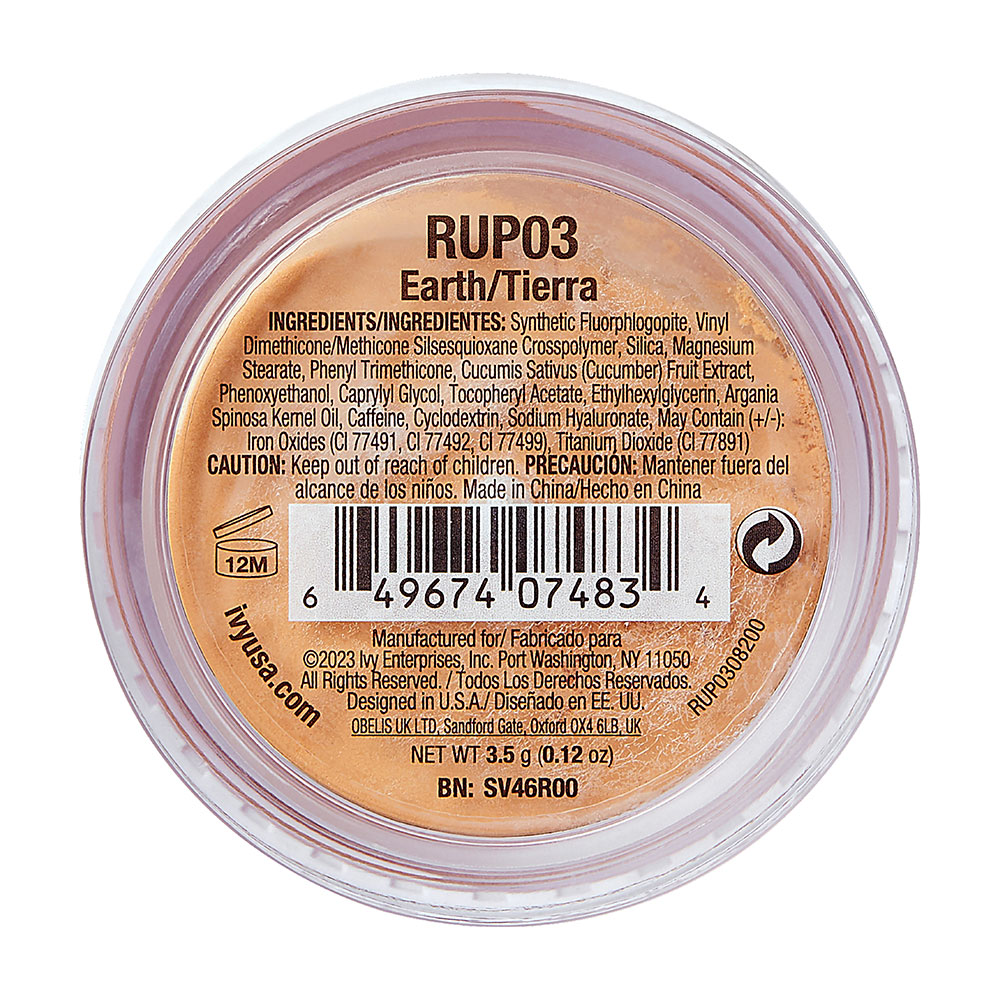 RUP03
Earth/Tierra
INGREDIENTS/INGREDIENTES: Synthetic Fluorphlogopite, Vinyl
Dimethicone/Methicone Silsesquioxane Crosspolymer, Silica, Magnesium
Stearate, Phenyl Trimethicone, Cucumis Sativus (Cucumber) Fruit Extract,
Phenoxyethanol, Caprylyl Glycol, Tocopheryl Acetate, Ethylhexylglycerin, Argania
Spinosa Kernel Oil, Caffeine, Cyclodextrin, Sodium Hyaluronate, May Contain (+/-):
Iron Oxides (CI 77491, CI 77492, CI 77499), Titanium Dioxide (CI 77891)
CAUTION: Keep out of reach of children. PRECAUCIÓN: Mantener fuera del
alcance de los niños. Made in China/Hecho en China
12M
6 49674 07483 4
ivyusa.com
RUP0308200
Manufactured for/ Fabricado para
©2023 Ivy Enterprises, Inc. Port Washington, NY 11050
All Rights Reserved. / Todos Los Derechos Reservados.
Designed in U.S.A./ Diseñado en EE. UU.
OBELIS UK LTD, Sandford Gate, Oxford OX4 6LB, UK
NET WT 3.5 g (0.12 oz)
BN: SV46R00